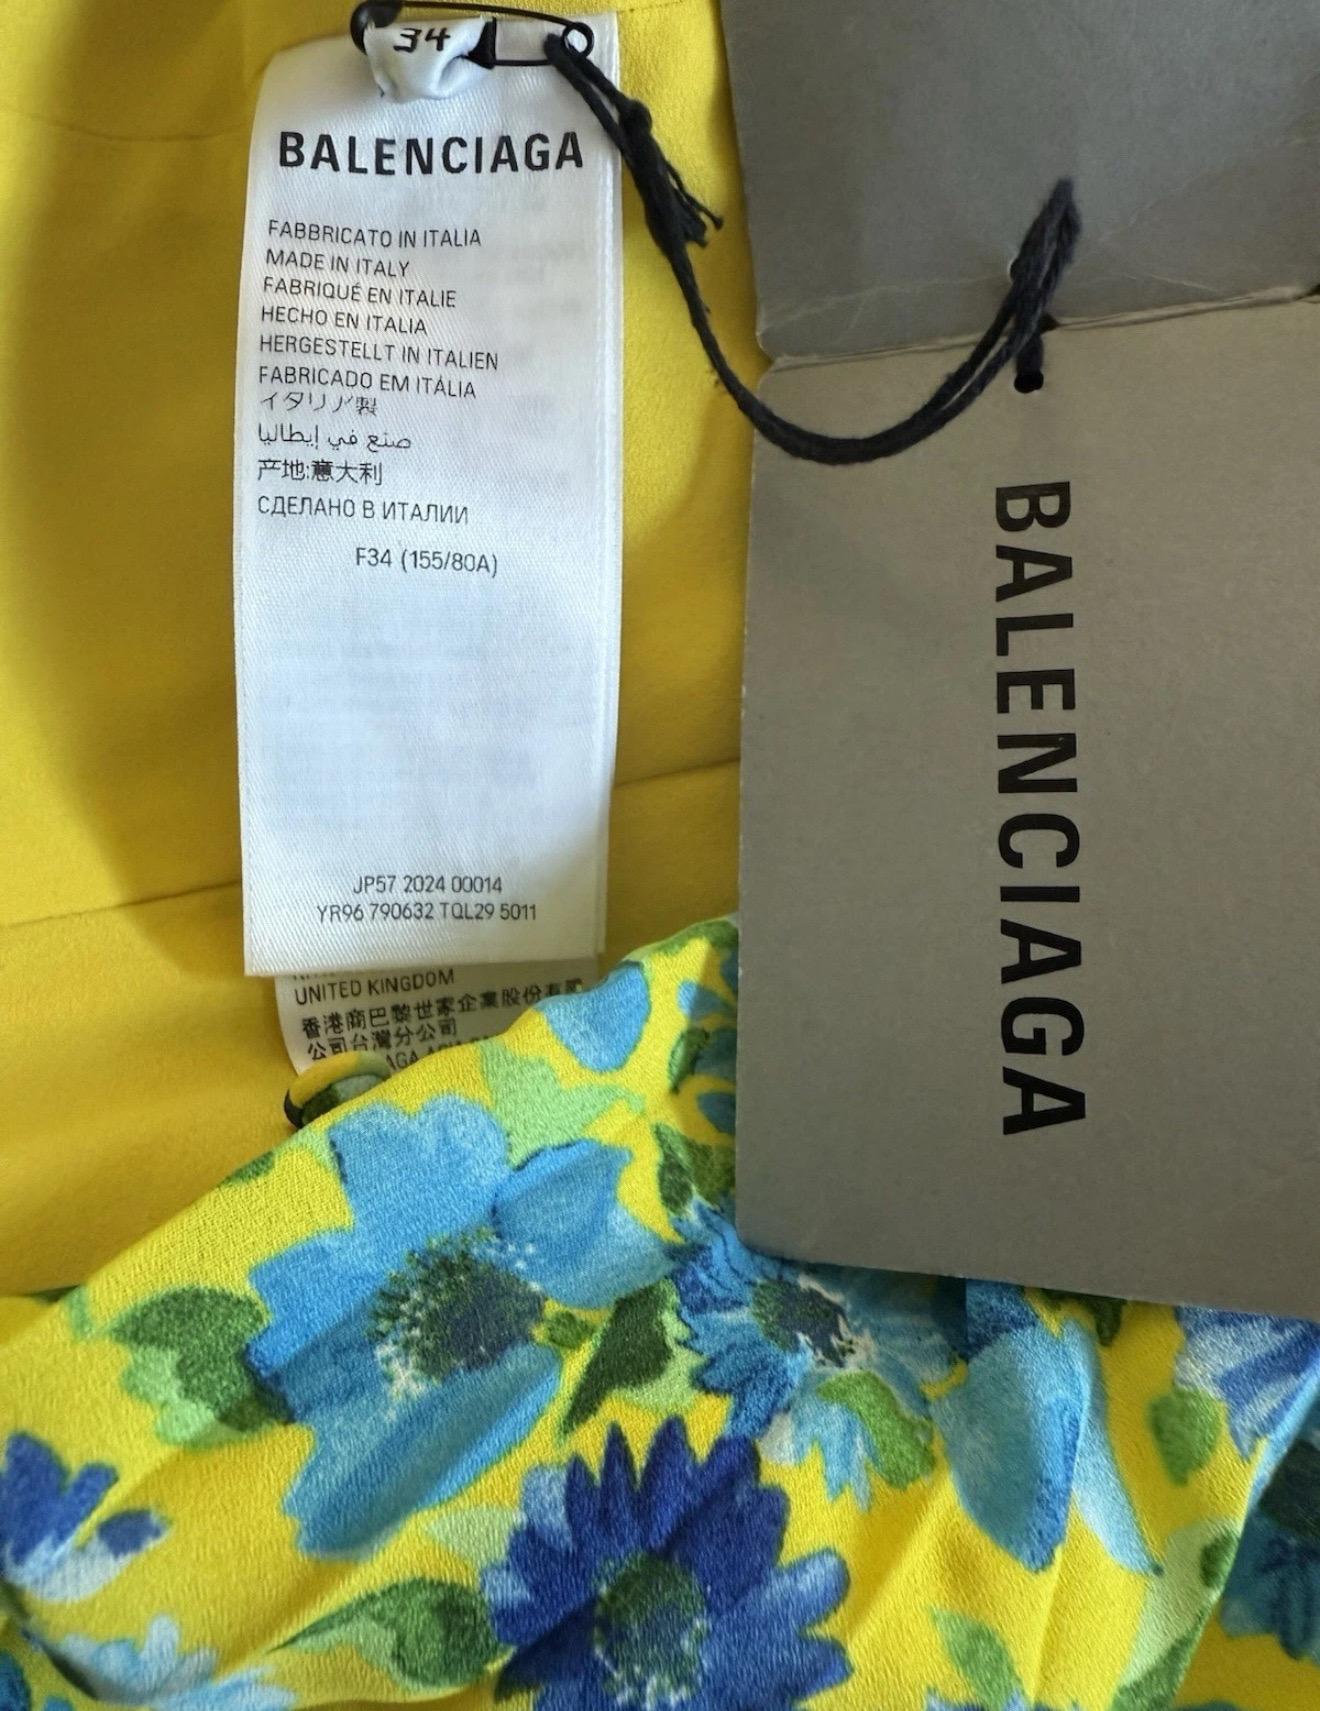 34
BALENCIAGA
FABBRICATO IN ITALIA
MADE IN ITALY
FABRIQUÉ EN ITALIE
HECHO EN ITALIA
HERGESTELLT IN ITALIEN
FABRICADO EM ITÁLIA
イタリア製
صنع في إيطاليا
产地:意大利
СДЕЛАНО В ИТАЛИИ
F34 (155/80A)
JP57 2024 00014
YR96 790632 TQL29 5011
UNITED KINGDOM
香港商巴黎世家企業股份有限
公司台灣分公司
BALENCIAGA